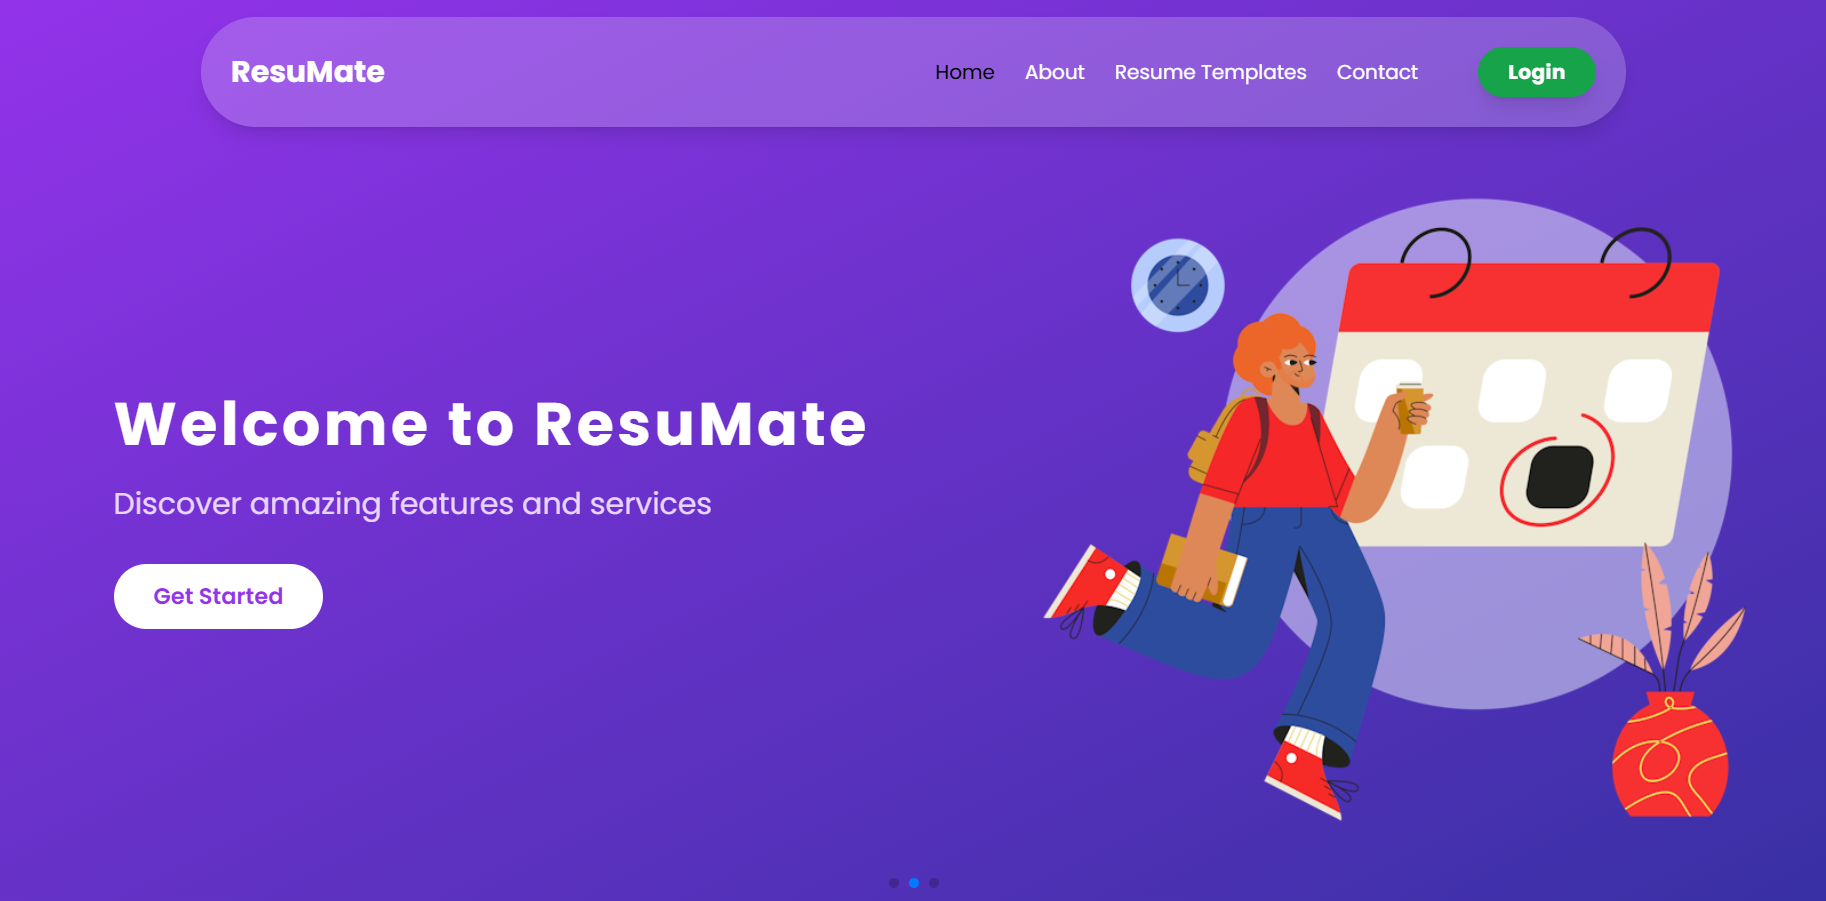 ResuMate
Home About Resume Templates Contact Login
Welcome to ResuMate
Discover amazing features and services
Get Started